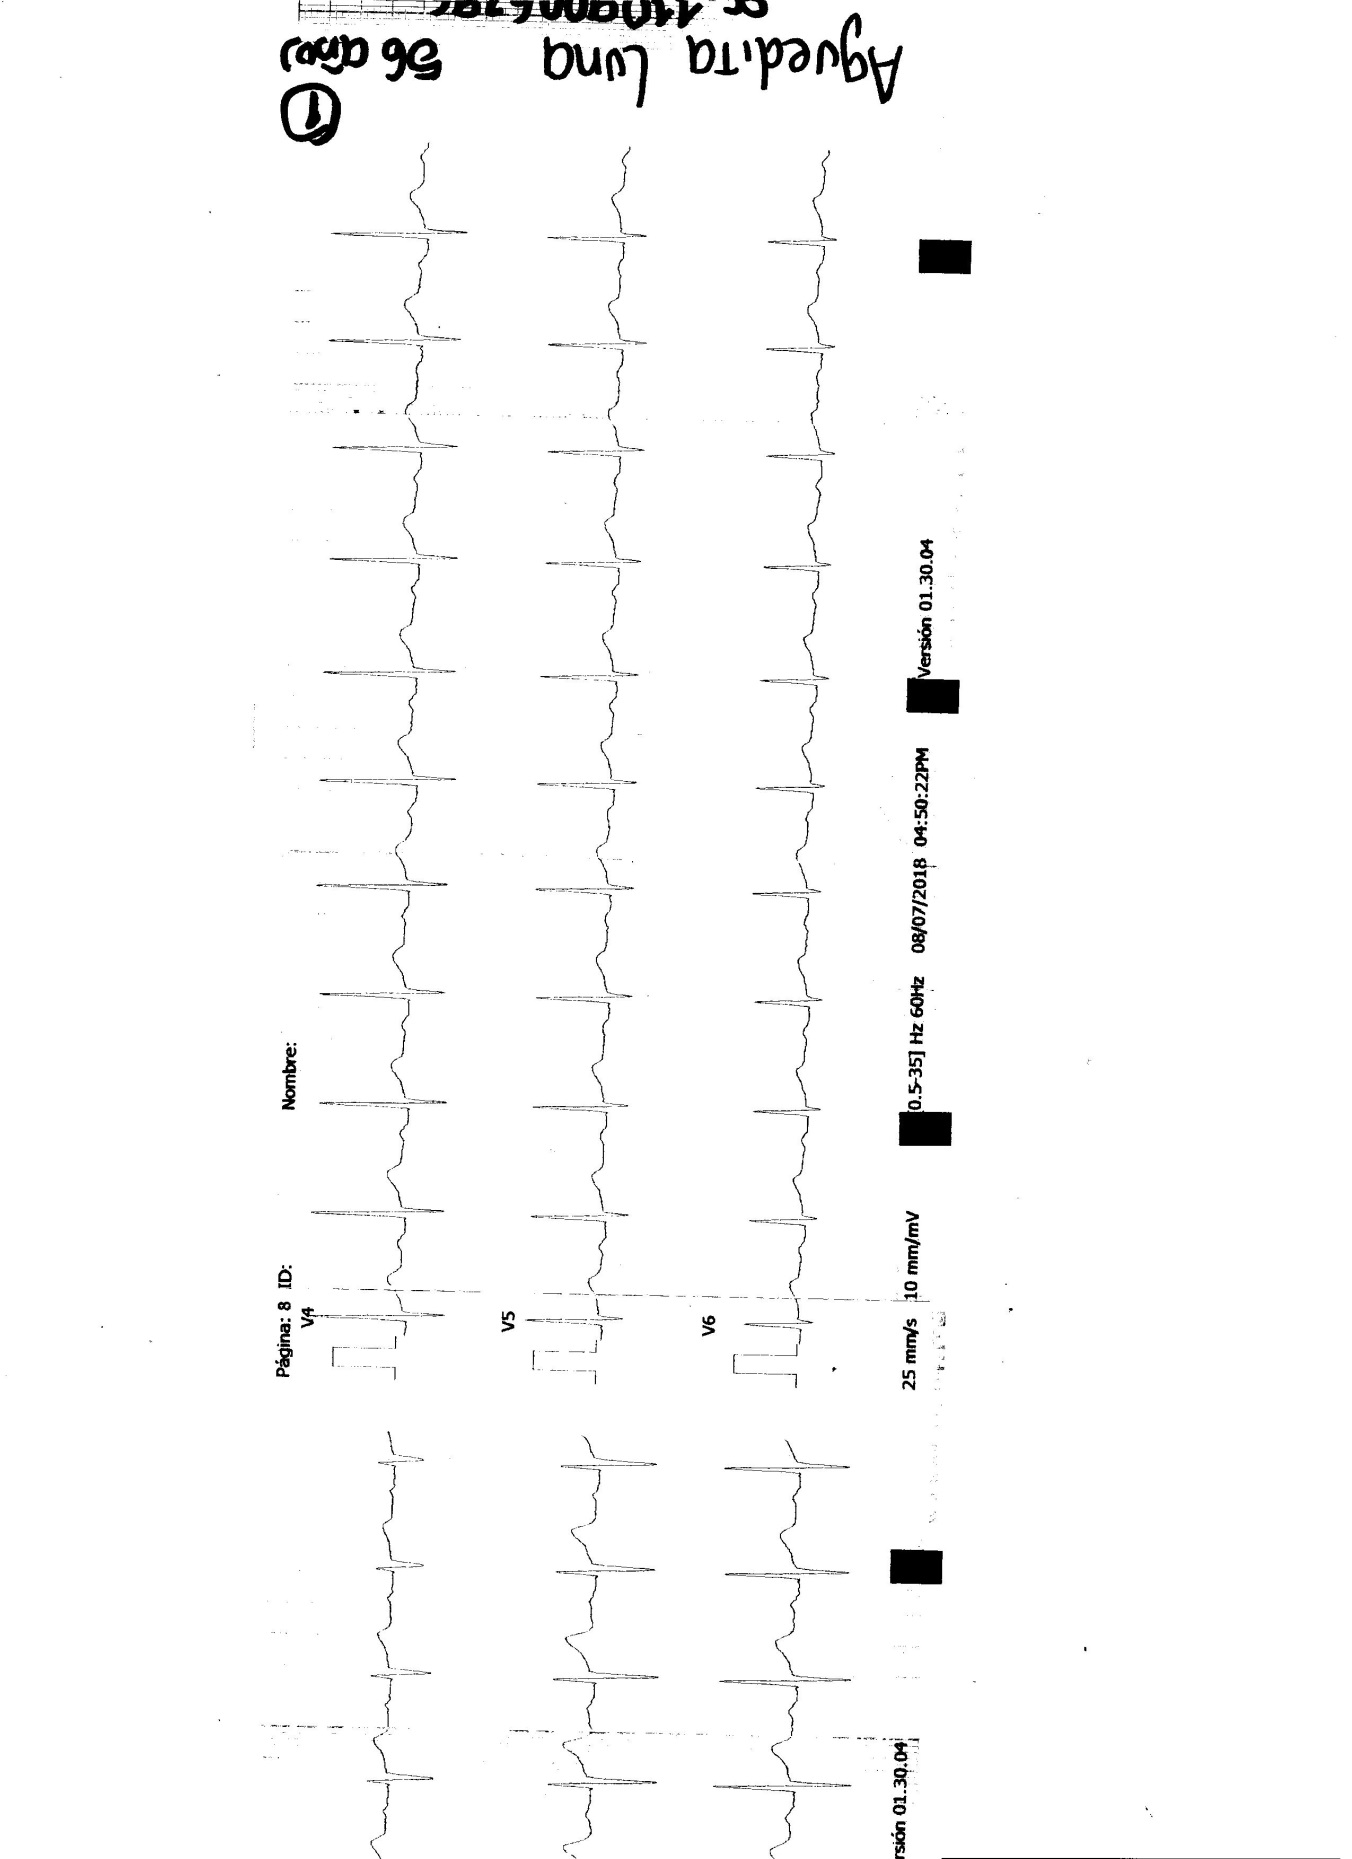 Aguedita Luna 56 años
1
Página: 8 ID: Nombre:
V4
V5
V6
25 mm/s 10 mm/mV 0.5-35] Hz 60Hz 08/07/2018 04:50:22PM Versión 01.30.04
rsión 01.30.04